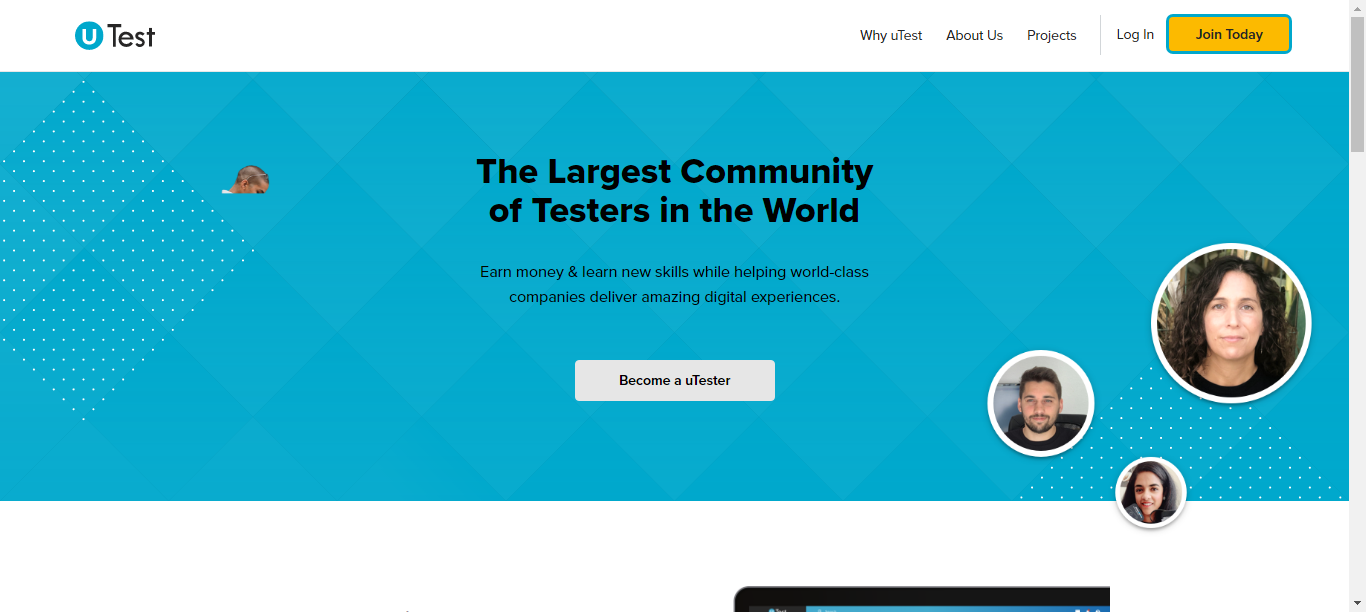 uTest
Why uTest
About Us
Projects
Log In
Join Today
The Largest Community
of Testers in the World
Earn money & learn new skills while helping world-class
companies deliver amazing digital experiences.
Become a uTester